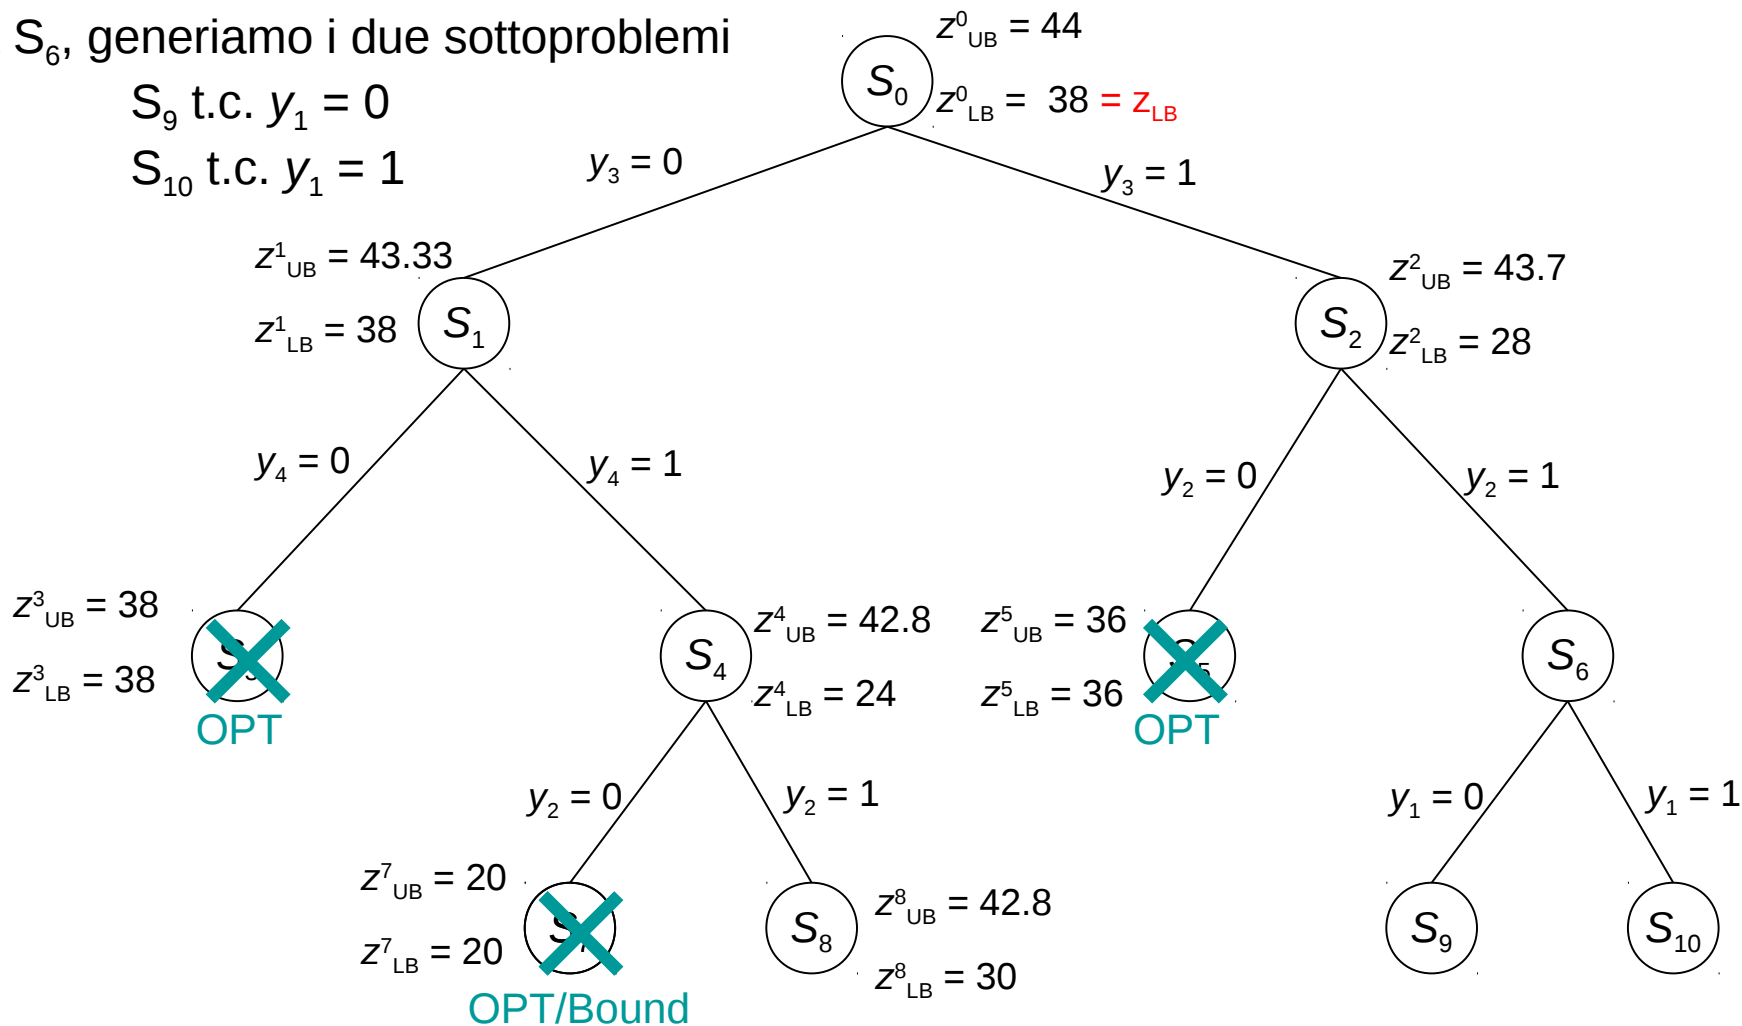 S6, generiamo i due sottoproblemi
S9 t.c. y1 = 0
S10 t.c. y1 = 1
z0UB = 44
S0
z0LB = 38 = zLB
y3 = 0
y3 = 1
z1UB = 43.33
z1LB = 38
S1
z2UB = 43.7
S2
z2LB = 28
y4 = 0
y4 = 1
y2 = 0
y2 = 1
z3UB = 38
z3LB = 38
OPT
S4
z4UB = 42.8
z4LB = 24
z5UB = 36
z5LB = 36
OPT
S6
y2 = 0
y2 = 1
y1 = 0
y1 = 1
z7UB = 20
z7LB = 20
OPT/Bound
S8
z8UB = 42.8
z8LB = 30
S9
S10